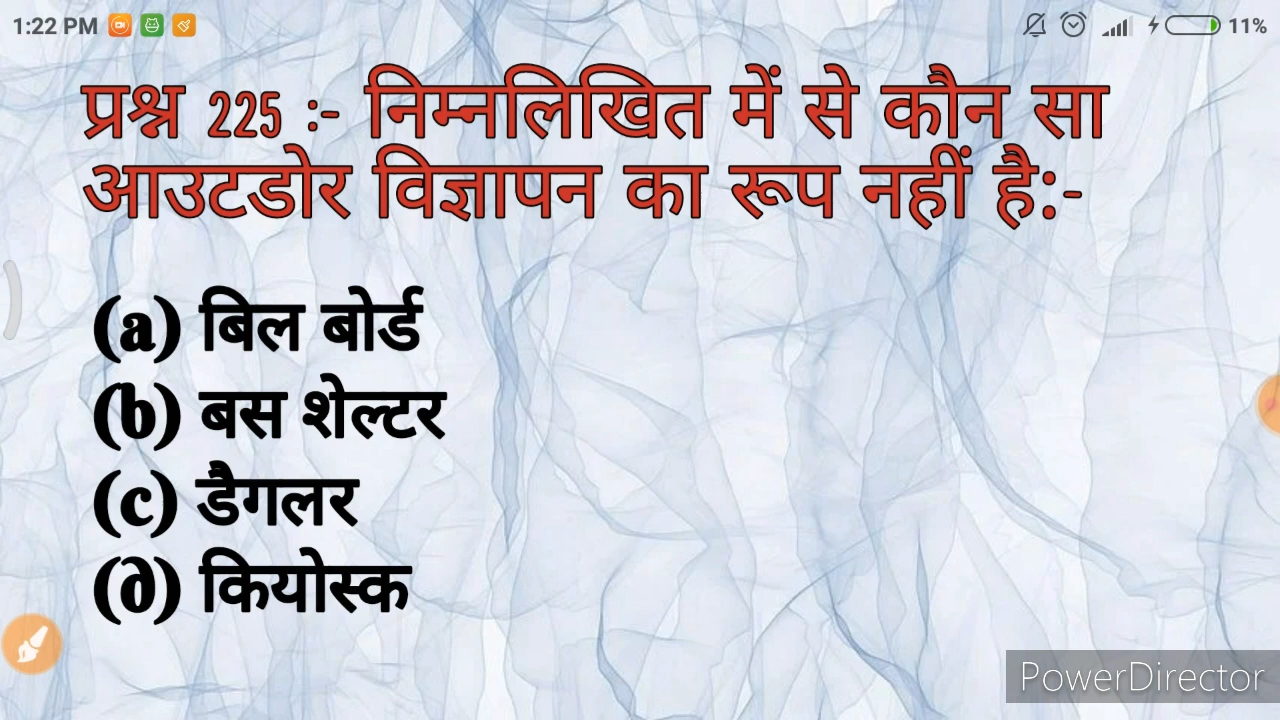 1:22 PM 11%
प्रश्न 225 :- निम्नलिखित में से कौन सा
आउटडोर विज्ञापन का रूप नहीं है:-
(a) बिल बोर्ड
(b) बस शेल्टर
(c) डैगलर
(d) कियोस्क
PowerDirector